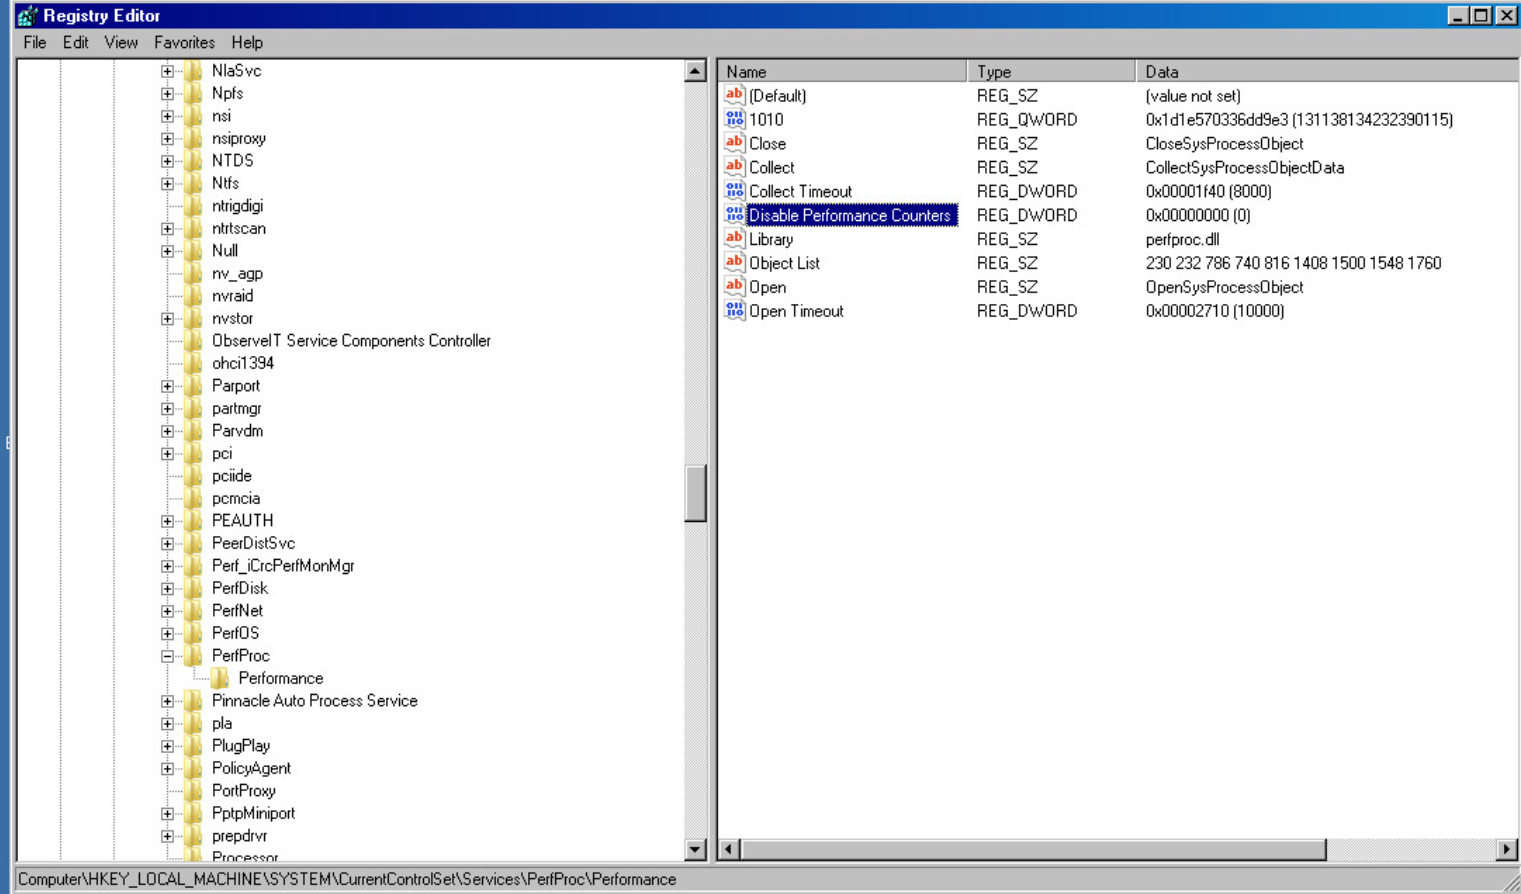 Registry Editor
File Edit View Favorites Help
NlaSvc
Npfs
nsi
nsiproxy
NTDS
Ntfs
ntrigdigi
ntrtscan
Null
nv_agp
nvraid
nvstor
ObserveIT Service Components Controller
ohci1394
Parport
partmgr
Parvdm
pci
pciide
pcmcia
PEAUTH
PeerDistSvc
Perf_iCrcPerfMonMgr
PerfDisk
PerfNet
PerfOS
PerfProc
Performance
Pinnacle Auto Process Service
pla
PlugPlay
PolicyAgent
PortProxy
PptpMiniport
prepdrvr
Processor
Name Type Data
(Default) REG_SZ (value not set)
1010 REG_QWORD 0x1d1e570336dd9e3 (131138134232390115)
Close REG_SZ CloseSysProcessObject
Collect REG_SZ CollectSysProcessObjectData
Collect Timeout REG_DWORD 0x00001f40 (8000)
Disable Performance Counters REG_DWORD 0x00000000 (0)
Library REG_SZ perfproc.dll
Object List REG_SZ 230 232 786 740 816 1408 1500 1548 1760
Open REG_SZ OpenSysProcessObject
Open Timeout REG_DWORD 0x00002710 (10000)
Computer\HKEY_LOCAL_MACHINE\SYSTEM\CurrentControlSet\Services\PerfProc\Performance